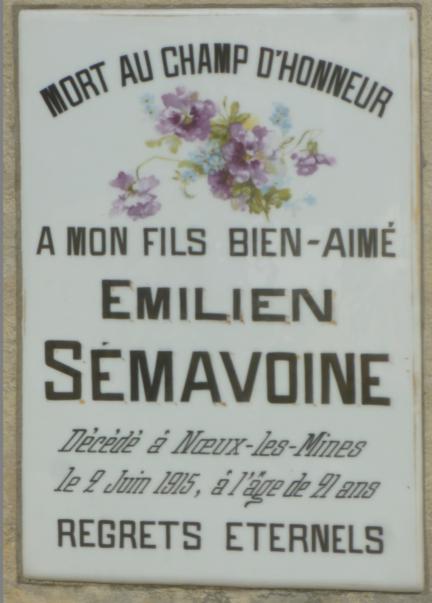 MORT AU CHAMP D'HONNEUR
A MON FILS BIEN-AIMÉ
EMILIEN
SÉMAVOINE
Décédé á Nœux-les-Mines
le 2 Juin 1915, á l'âge de 21 ans
REGRETS ETERNELS